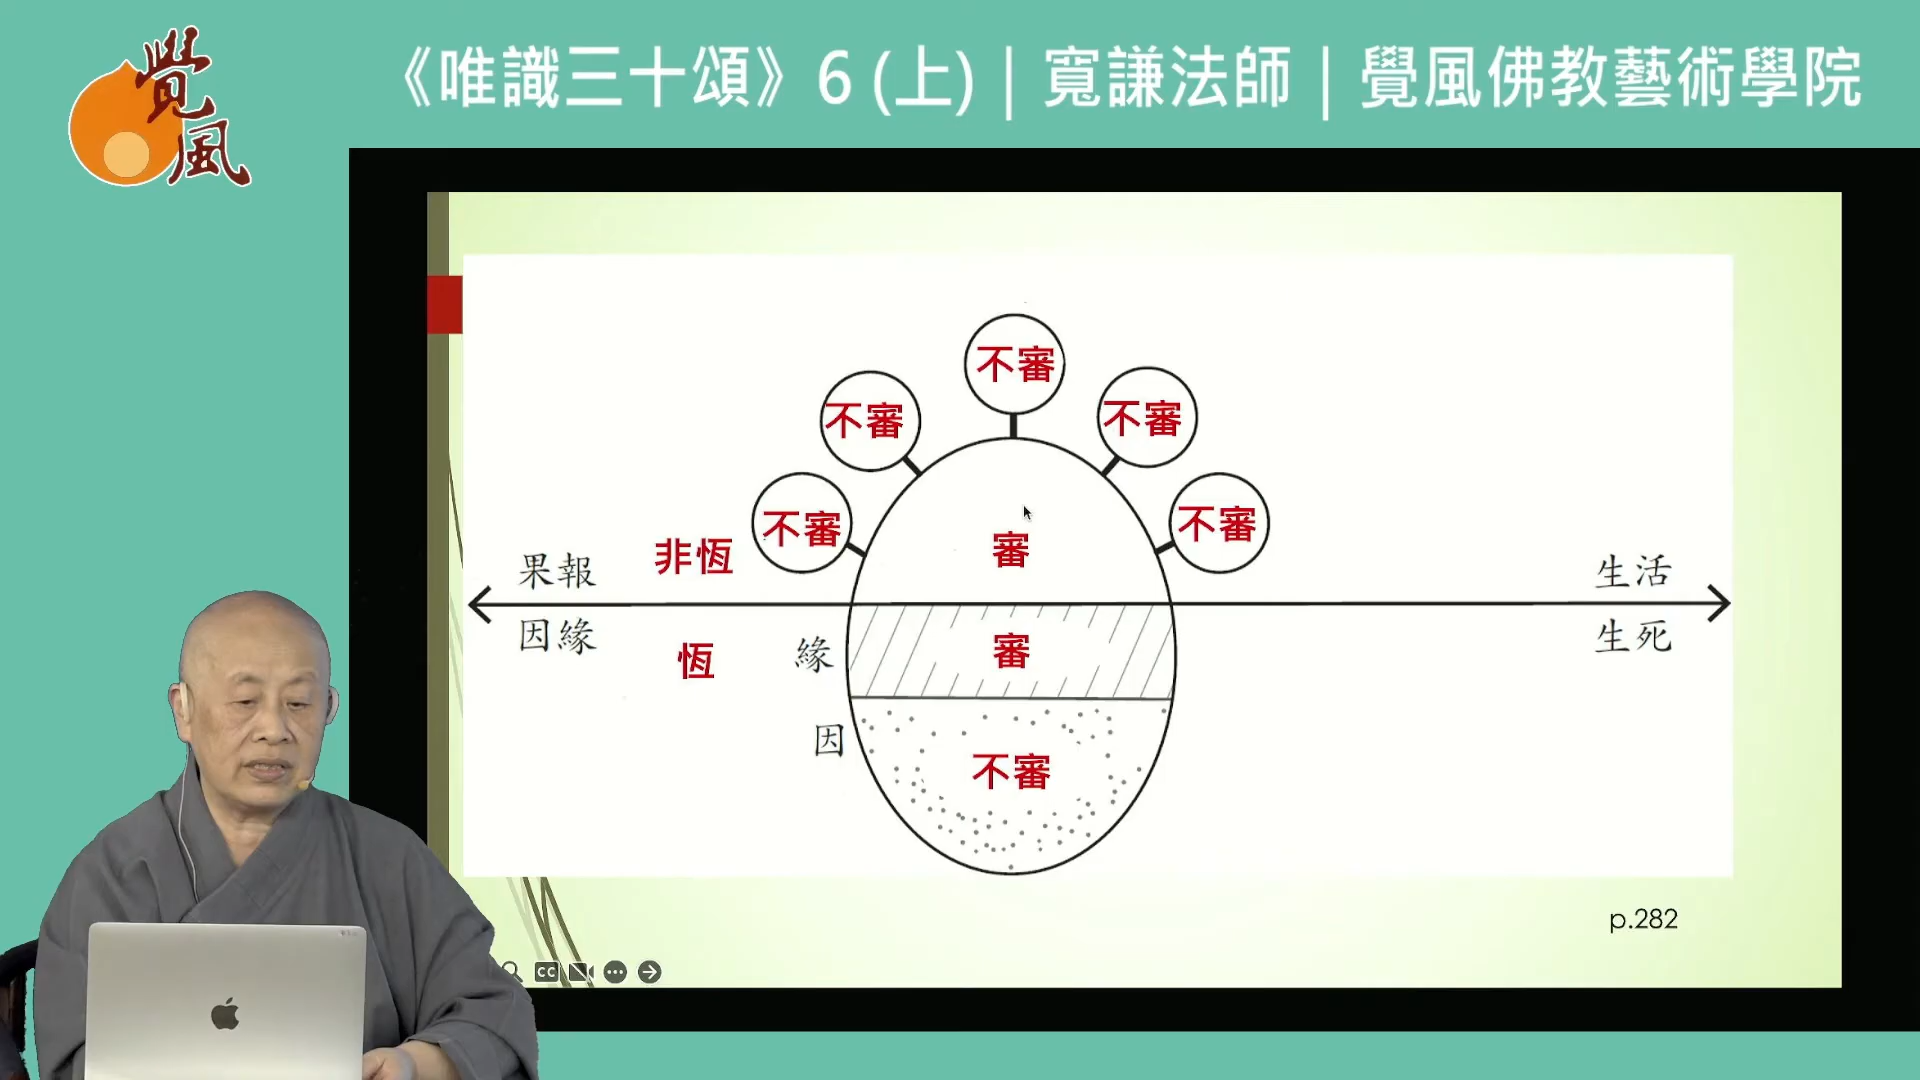 覺風
《唯識三十頌》6 (上)｜寬謙法師｜覺風佛教藝術學院
不審
不審
不審
不審
不審
非恆
審
果報
生活
因緣
恆
緣
審
生死
因
不審
p.282
CC